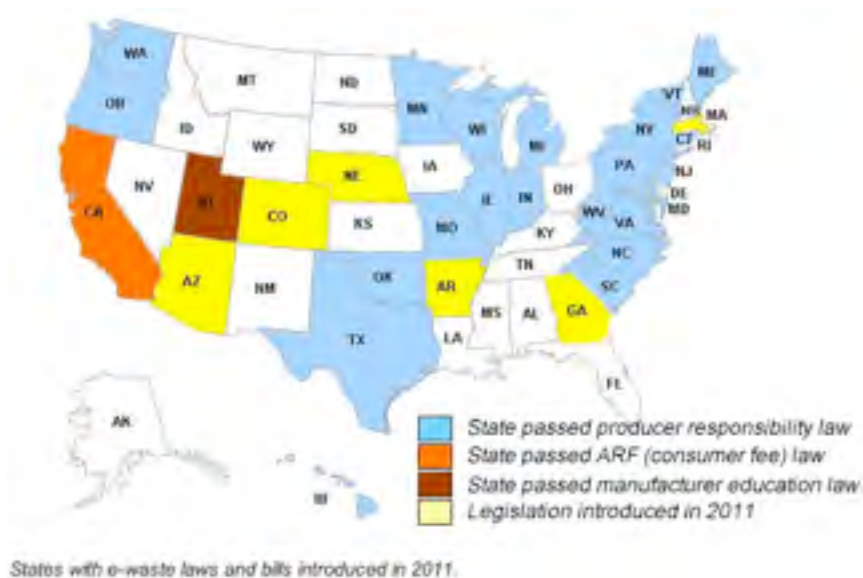 WA
ME
MT
ND
VT
OR
MN
NH
MA
ID
SD
WI
NY
CT
RI
WY
MI
IA
PA
NJ
NE
NV
OH
DE
IN
MD
UT
IL
CA
CO
WV
VA
KS
MO
KY
NC
TN
AZ
OK
AR
SC
NM
MS
AL
GA
TX
LA
FL
AK
State passed producer responsibility law
State passed ARF (consumer fee) law
State passed manufacturer education law
HI
Legislation introduced in 2011
States with e-waste laws and bills introduced in 2011.